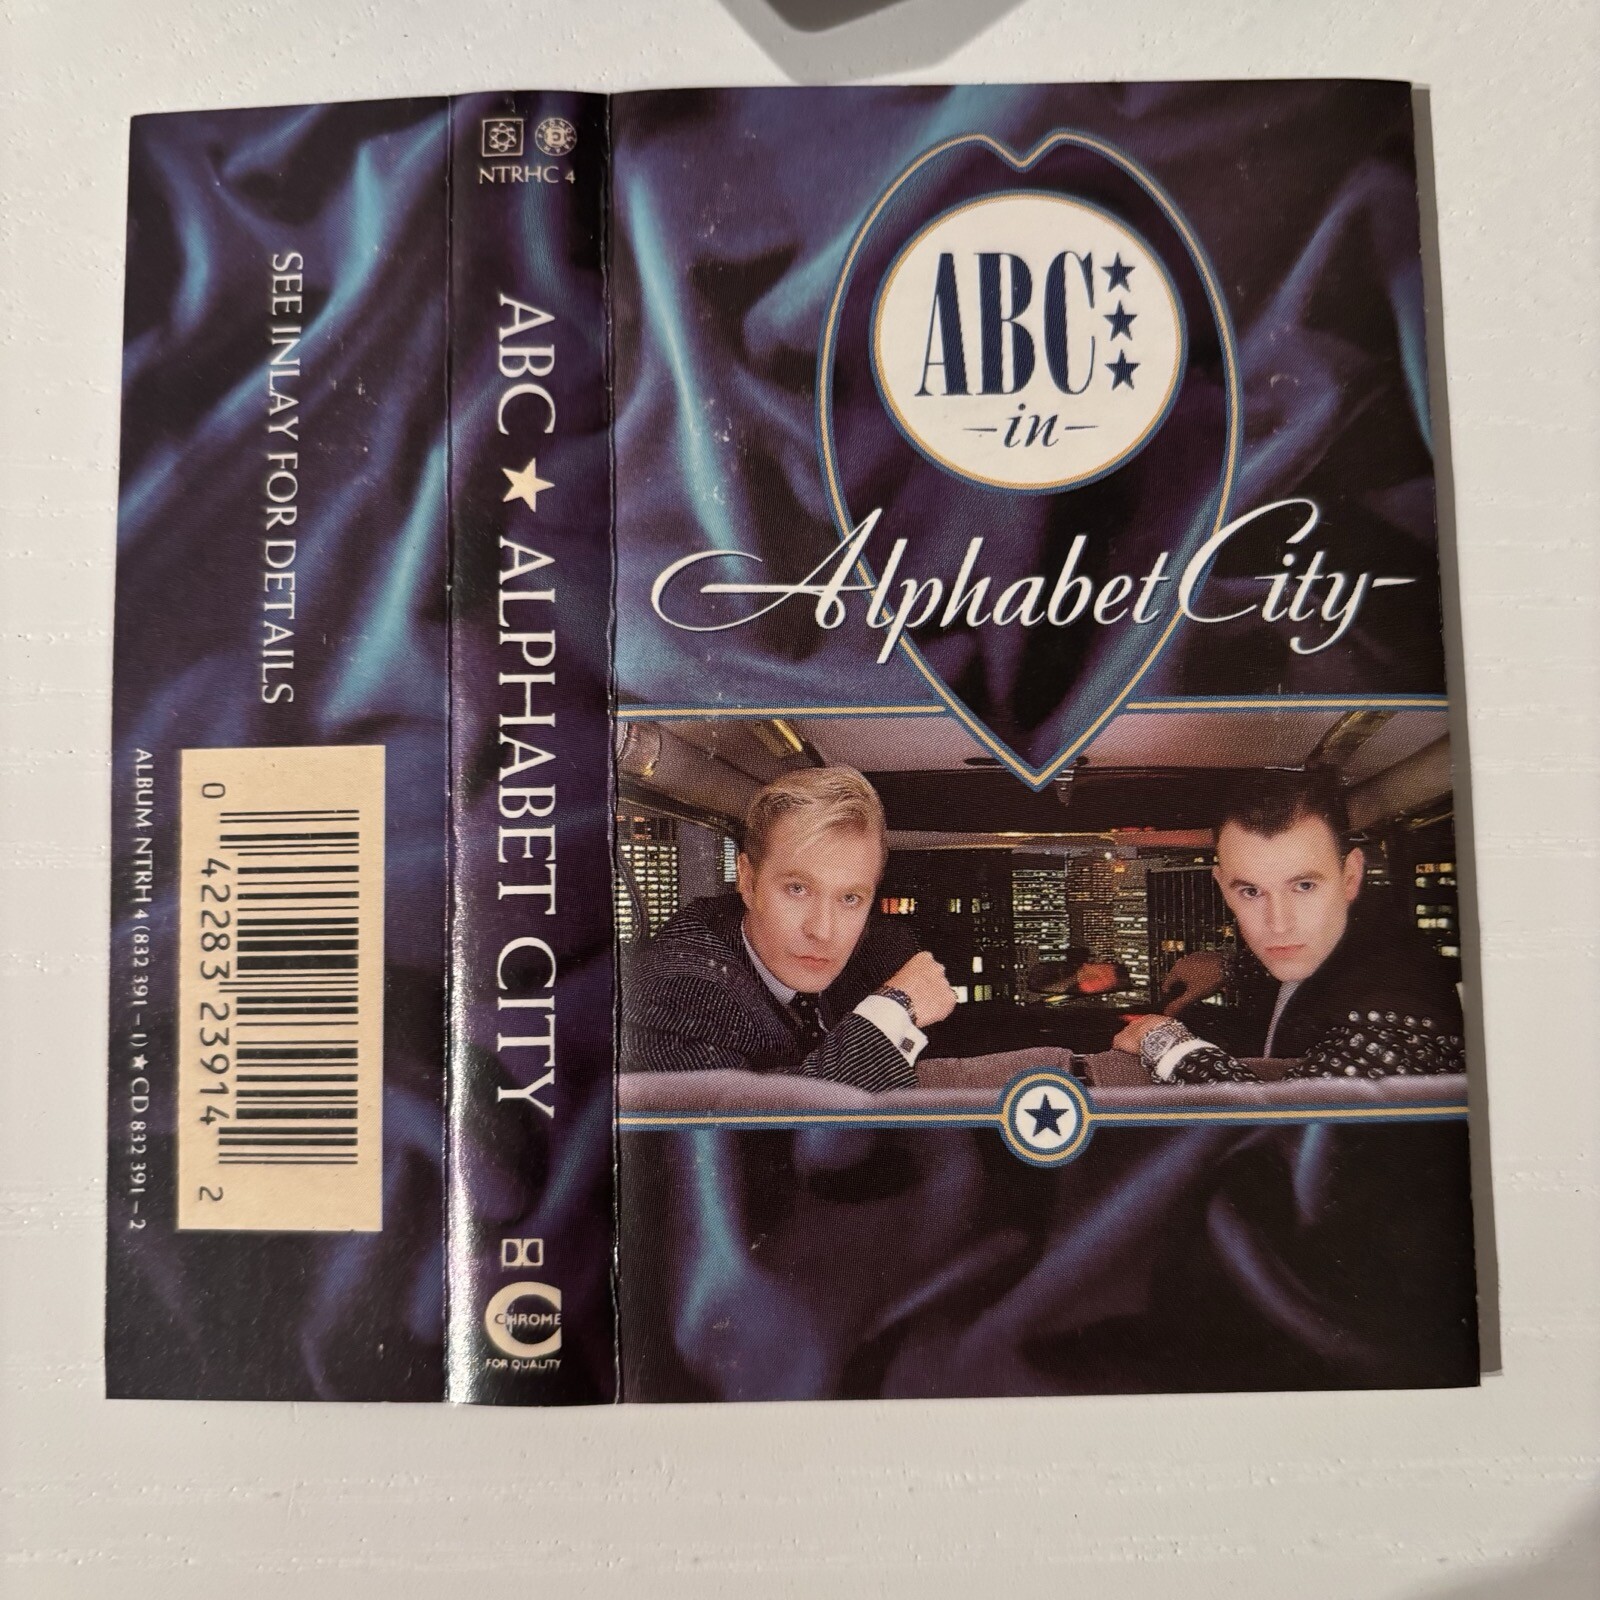 SEE INLAY FOR DETAILS
0 42283 23914 2
ALBUM NTRH 4 (832 391 – 1) ★ CD 832 391 – 2
NTRHC 4
ABC ★ ALPHABET CITY
CHROME
FOR QUALITY
ABC
–in–
Alphabet City